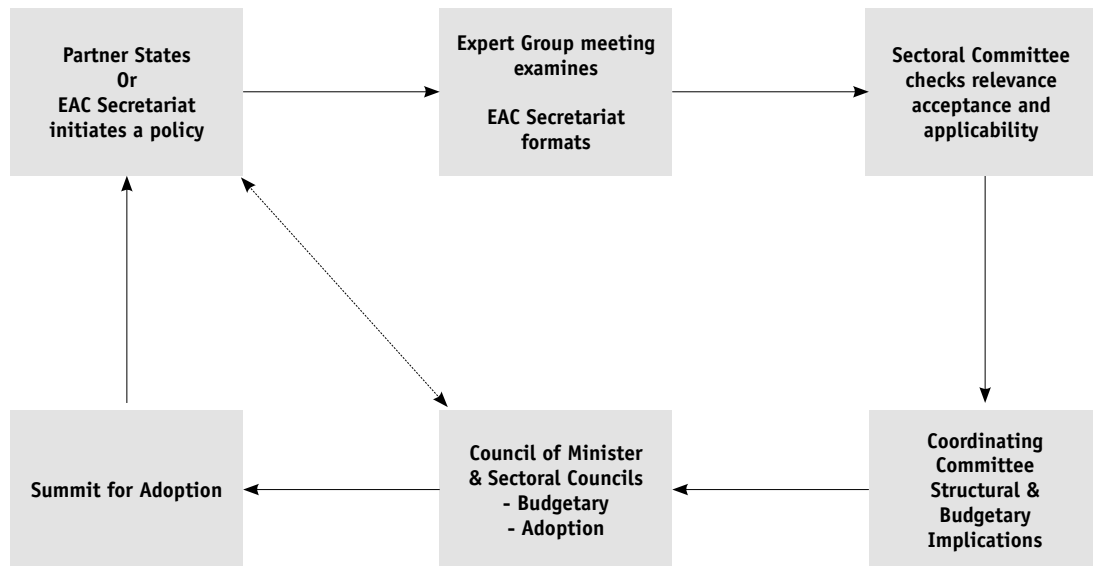 Partner States
Or
EAC Secretariat
initiates a policy
Expert Group meeting
examines
EAC Secretariat
formats
Sectoral Committee
checks relevance
acceptance and
applicability
Summit for Adoption
Council of Minister
& Sectoral Councils
- Budgetary
- Adoption
Coordinating
Committee
Structural &
Budgetary
Implications